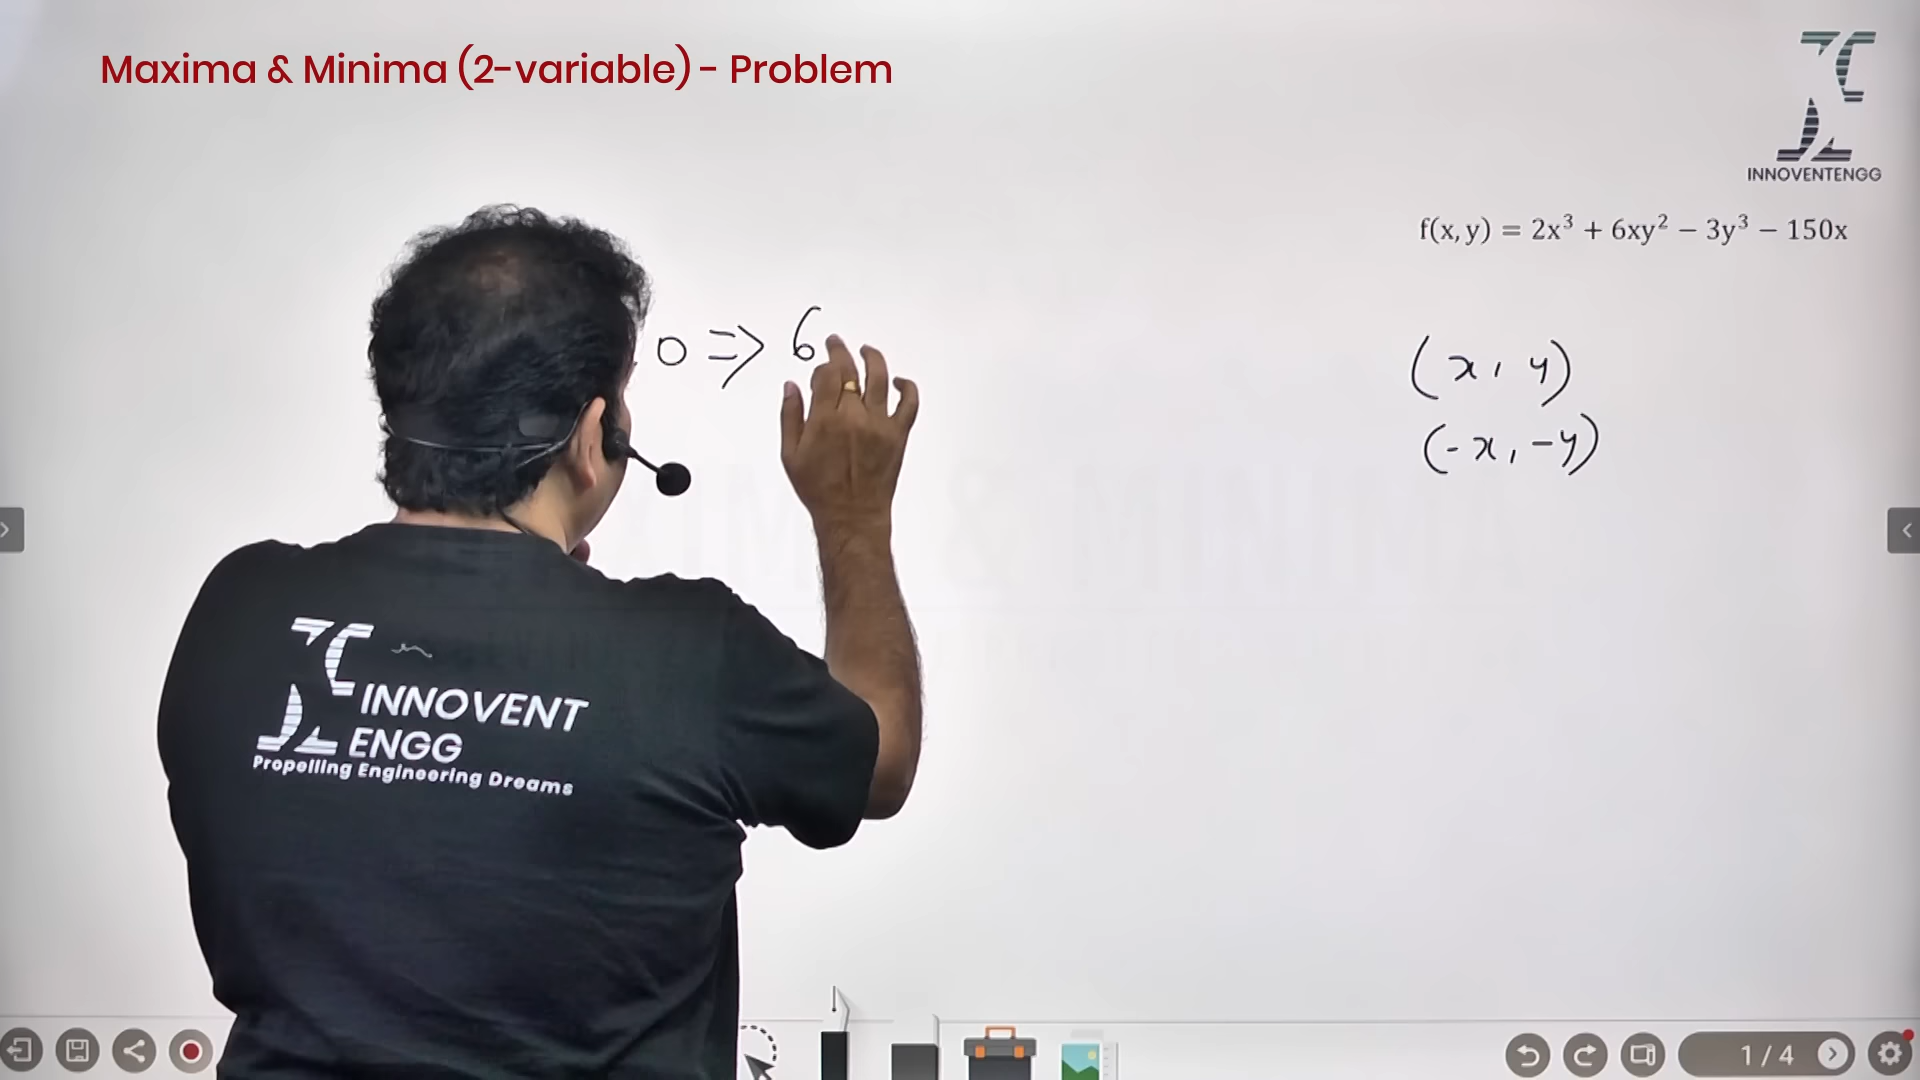 Maxima & Minima (2-variable) - Problem
INNOVENTENGG
f(x, y) = 2x³ + 6xy² − 3y³ − 150x
0 ⇒ 6
(x, y)
(-x, -y)
INNOVENT
ENGG
Propelling Engineering Dreams
1 / 4